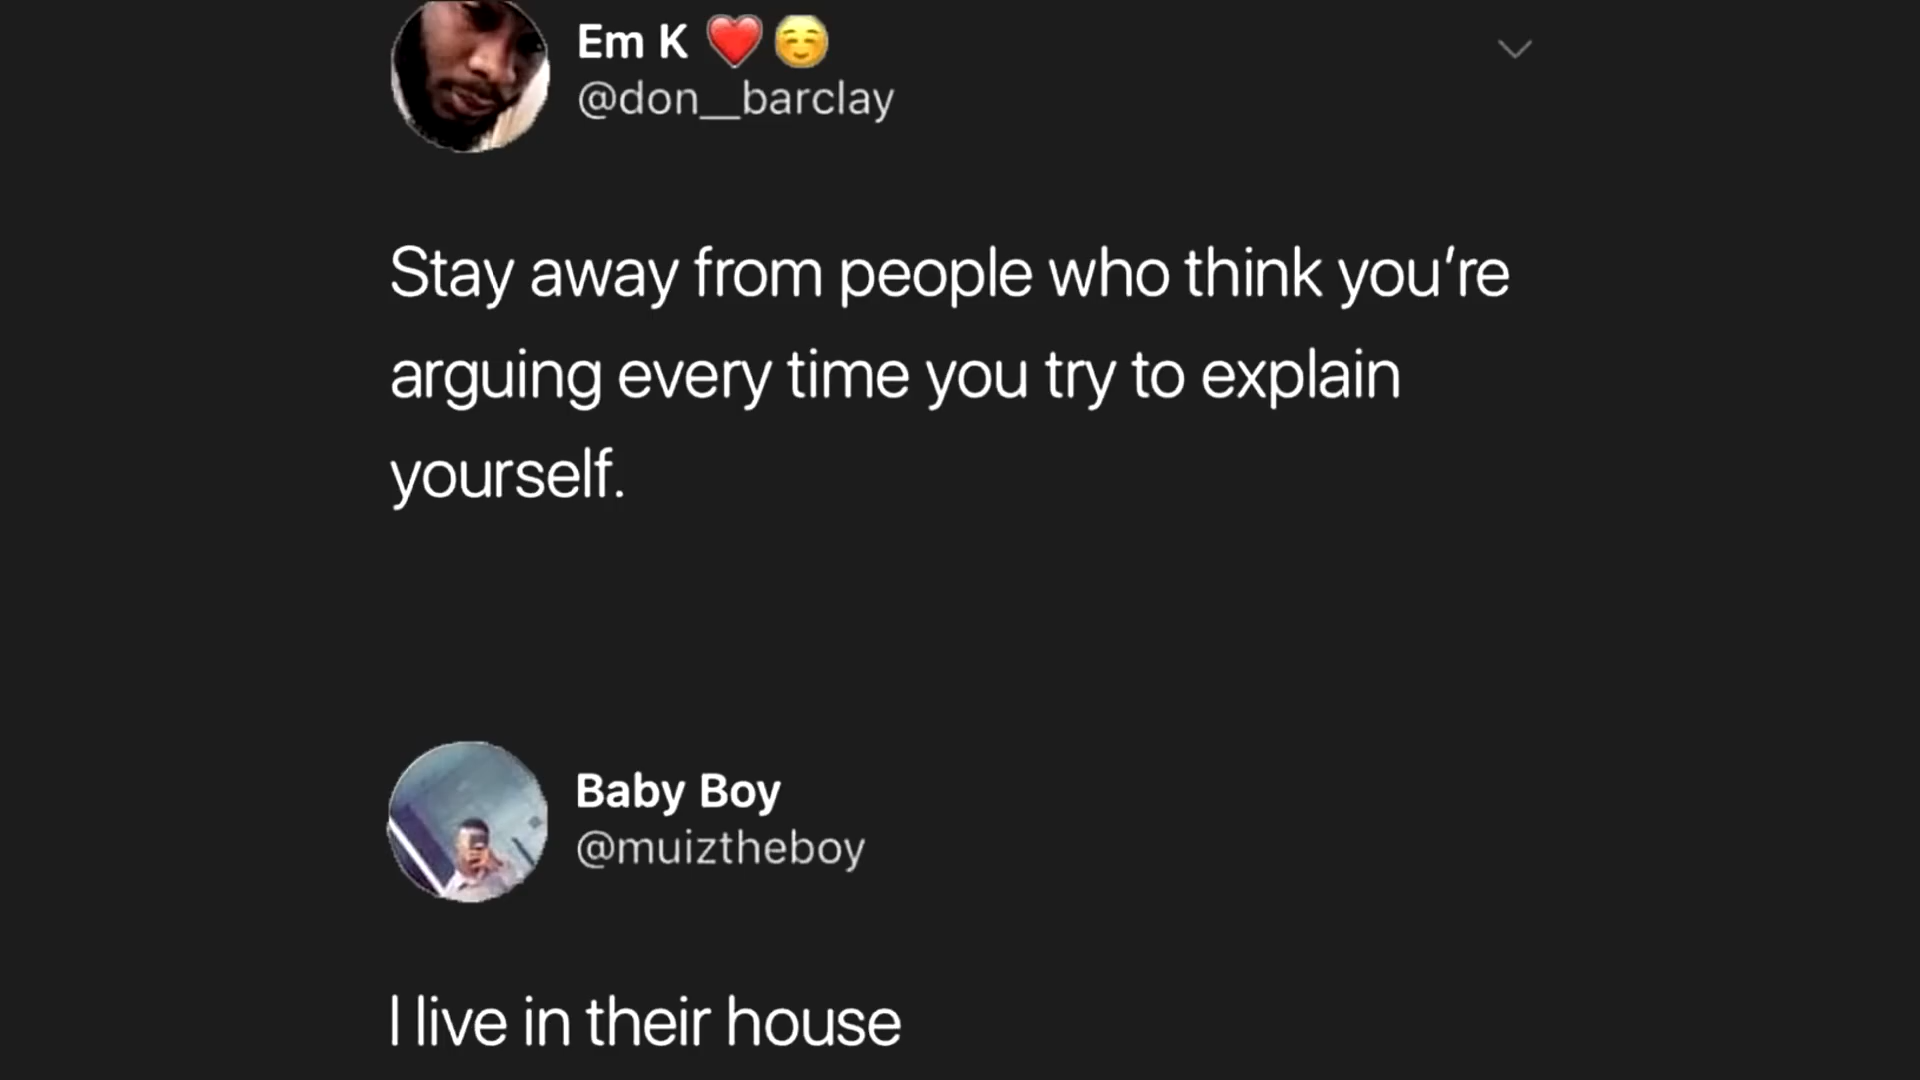 Em K ❤️ ☺️
@don__barclay
Stay away from people who think you’re
arguing every time you try to explain
yourself.
Baby Boy
@muiztheboy
I live in their house